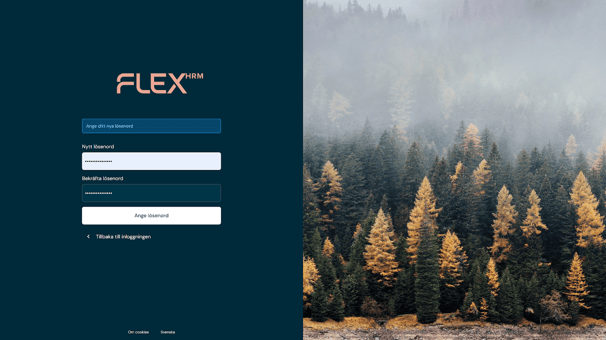 FLEX HRM
Ange ditt nya lösenord
Nytt lösenord
••••••••••••••
Bekräfta lösenord
••••••••••••••
Ange lösenord
Tillbaka till inloggningen
Om cookies Svenska